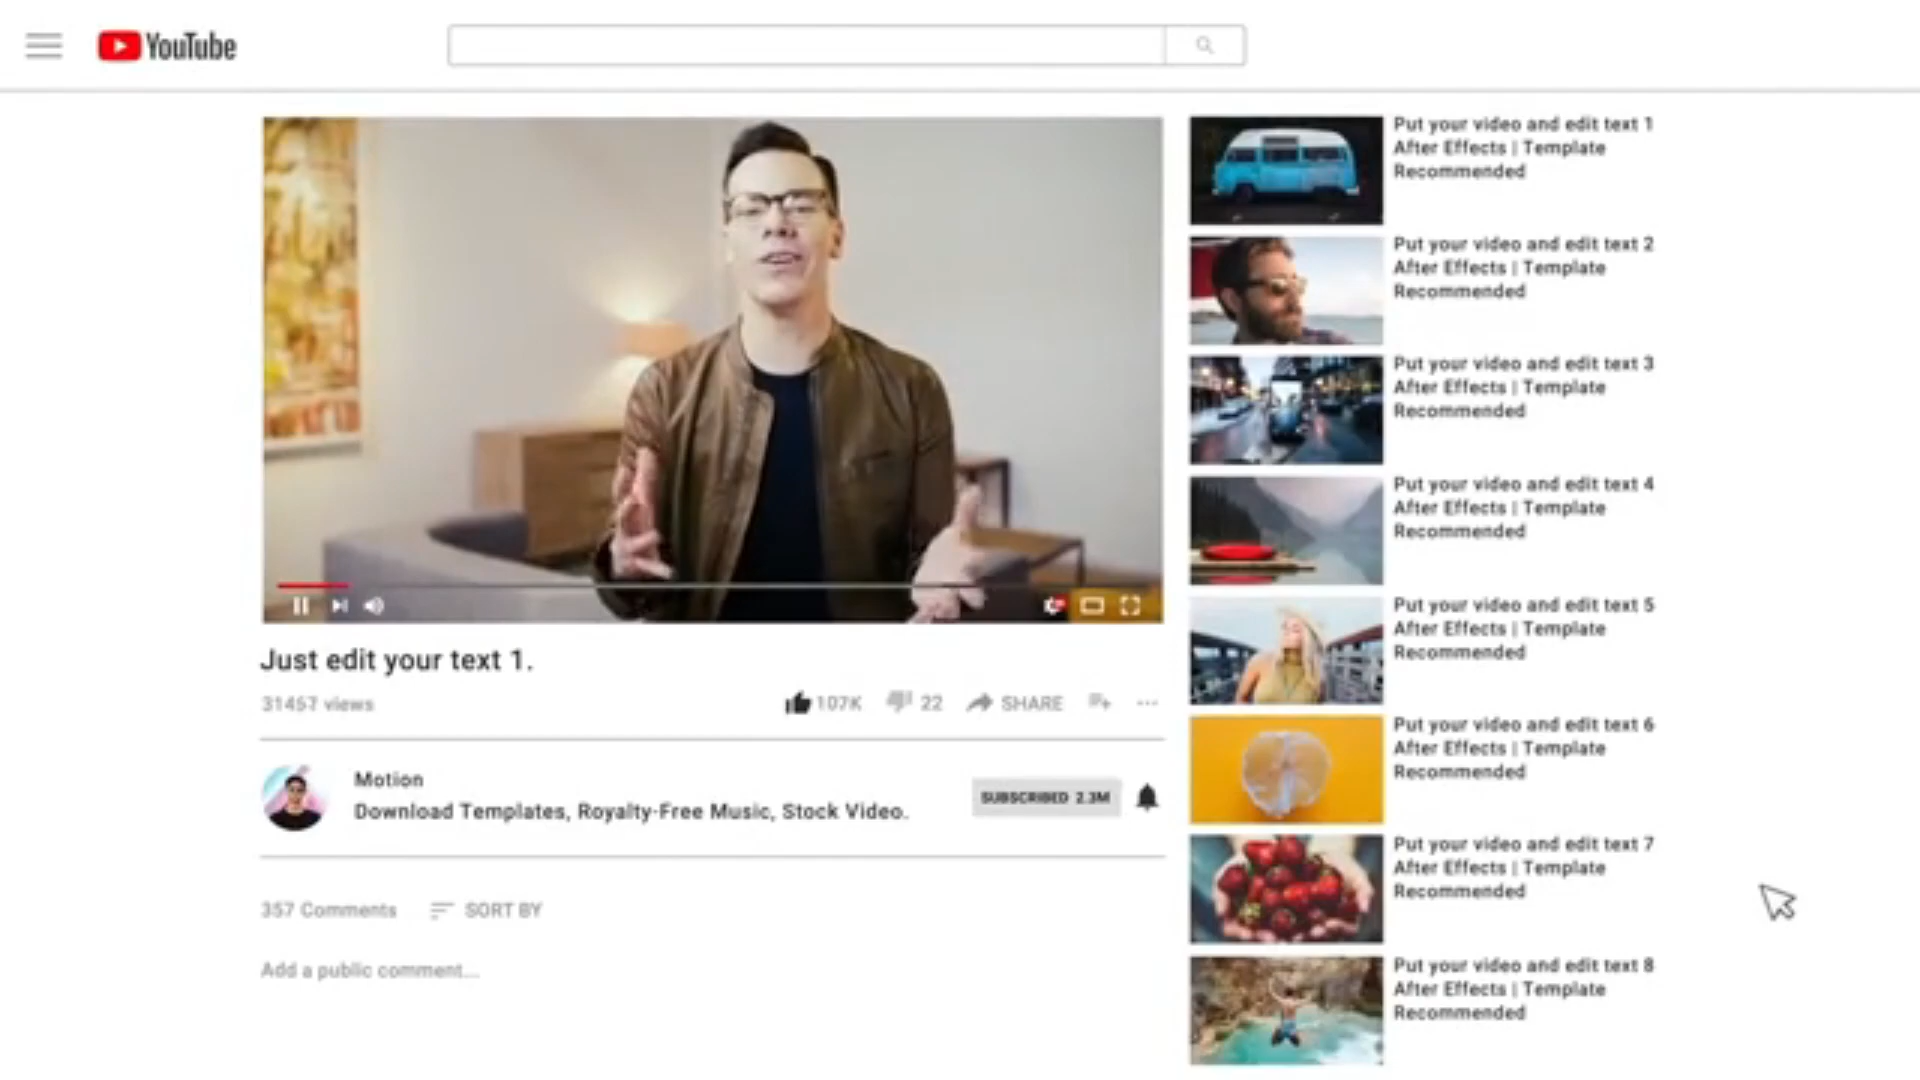 YouTube
Just edit your text 1.
31457 views
107K
22
SHARE
Motion
Download Templates, Royalty-Free Music, Stock Video.
SUBSCRIBED 2.3M
357 Comments
SORT BY
Add a public comment...
Put your video and edit text 1
After Effects | Template
Recommended
Put your video and edit text 2
After Effects | Template
Recommended
Put your video and edit text 3
After Effects | Template
Recommended
Put your video and edit text 4
After Effects | Template
Recommended
Put your video and edit text 5
After Effects | Template
Recommended
Put your video and edit text 6
After Effects | Template
Recommended
Put your video and edit text 7
After Effects | Template
Recommended
Put your video and edit text 8
After Effects | Template
Recommended